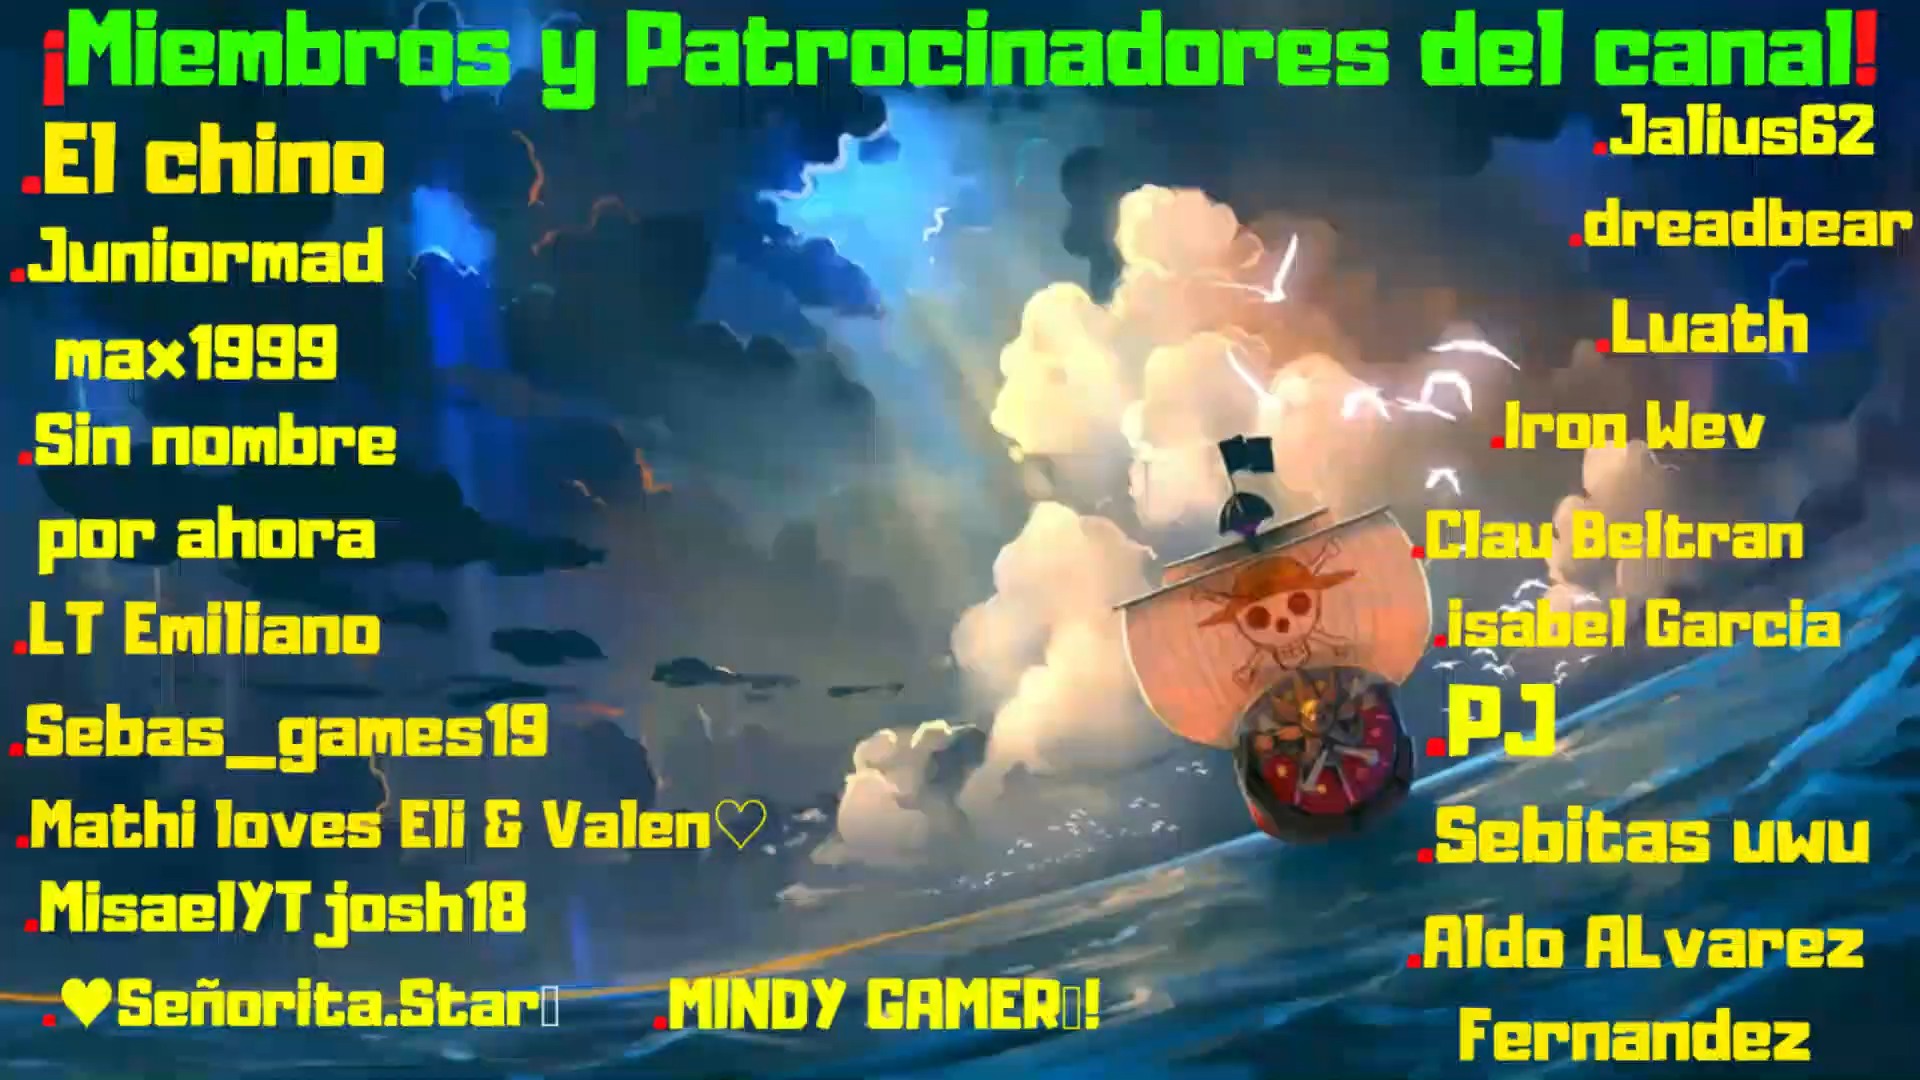 ¡Miembros y Patrocinadores del canal!
.El chino
.Juniormad
max1999
.Sin nombre
por ahora
.LT Emiliano
.Sebas_games19
.Mathi loves Eli & Valen♡
.MisaelYT josh18
.♥Señorita.Star▯
.MINDY GAMER▯!
.Jalius62
.dreadbear
.Luath
.Iron Wev
.Clau Beltran
.isabel Garcia
.PJ
.Sebitas uwu
.Aldo ALvarez
Fernandez